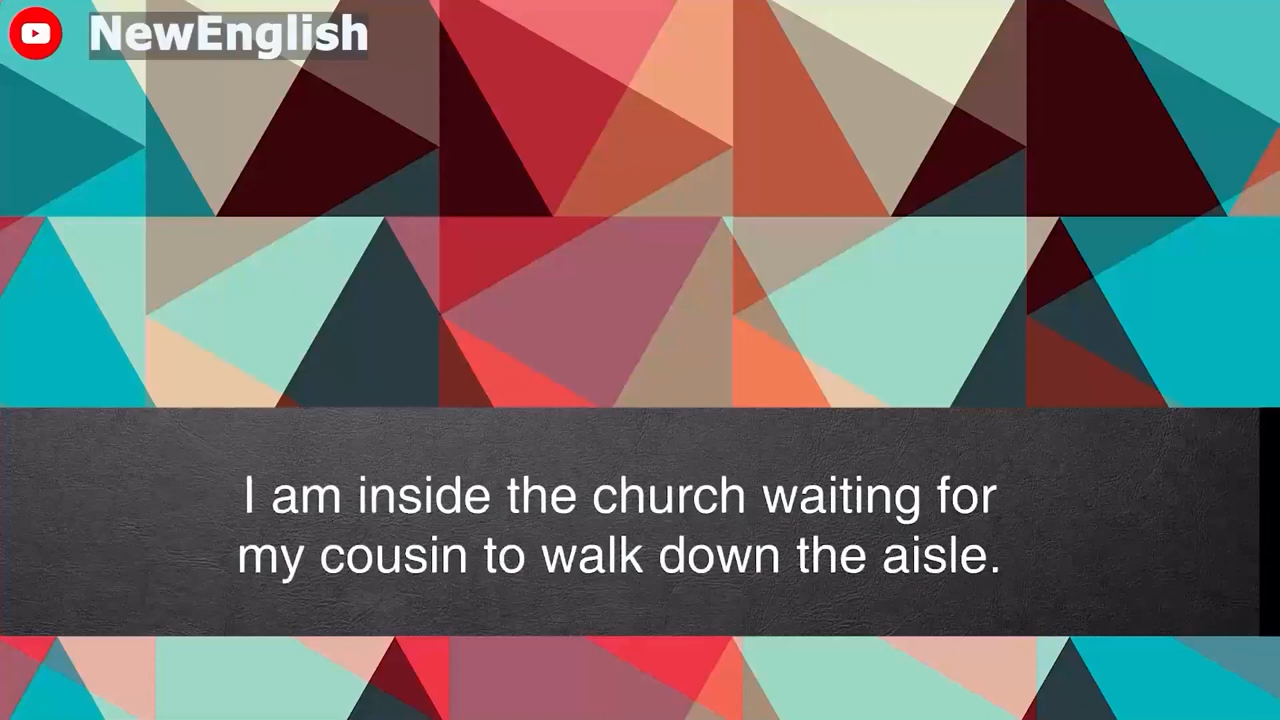 NewEnglish
I am inside the church waiting for
my cousin to walk down the aisle.